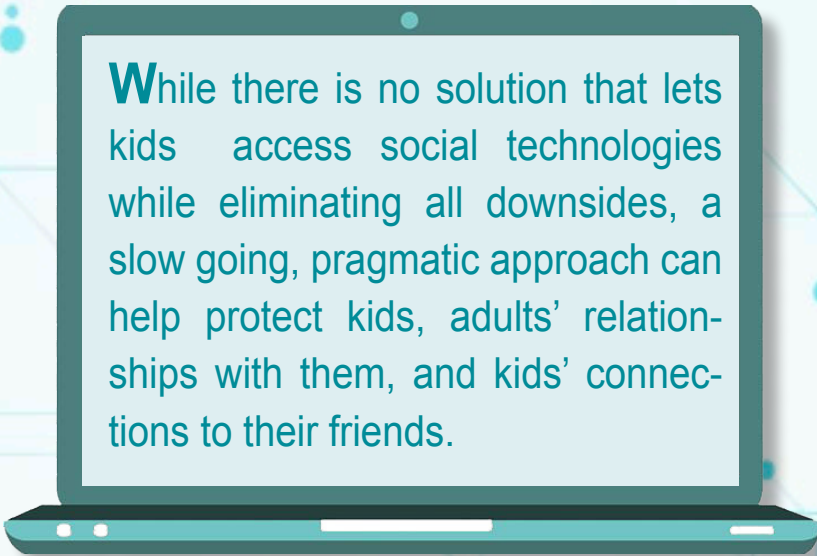 While there is no solution that lets
kids access social technologies
while eliminating all downsides, a
slow going, pragmatic approach can
help protect kids, adults’ relation-
ships with them, and kids’ connec-
tions to their friends.